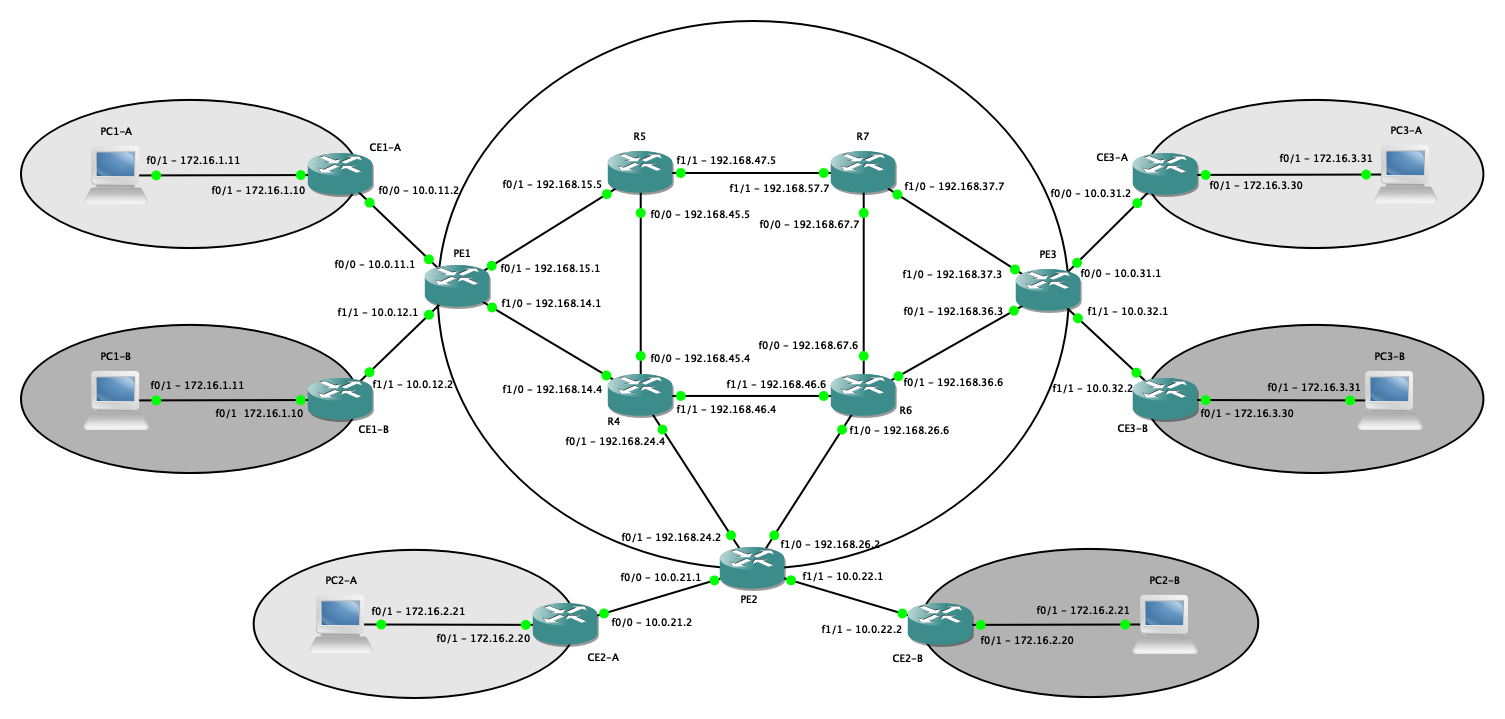 R5
R7
PC1-A
CE1-A
PC3-A
CE3-A
f0/1 - 172.16.1.11
f1/1 - 192.168.47.5
f0/1 - 172.16.3.31
f0/1 - 172.16.1.10
f0/0 - 10.0.11.2
f0/1 - 192.168.15.5
f1/1 - 192.168.57.7
f1/0 - 192.168.37.7
f0/0 - 10.0.31.2
f0/1 - 172.16.3.30
f0/0 - 192.168.45.5
f0/0 - 192.168.67.7
PE1
PE3
f0/0 - 10.0.11.1
f0/1 - 192.168.15.1
f1/0 - 192.168.37.3
f0/0 - 10.0.31.1
f1/1 - 10.0.12.1
f1/0 - 192.168.14.1
f0/1 - 192.168.36.3
f1/1 - 10.0.32.1
PC1-B
f0/0 - 192.168.45.4
f0/0 - 192.168.67.6
PC3-B
f0/1 - 172.16.1.11
f1/1 - 10.0.12.2
f1/0 - 192.168.14.4
f1/1 - 192.168.46.6
f0/1 - 192.168.36.6
f1/1 - 10.0.32.2
f0/1 - 172.16.3.31
f0/1 172.16.1.10
f1/1 - 192.168.46.4
R6
f0/1 - 172.16.3.30
CE1-B
R4
CE3-B
f0/1 - 192.168.24.4
f1/0 - 192.168.26.6
f0/1 - 192.168.24.2
f1/0 - 192.168.26.2
PC2-A
f0/0 - 10.0.21.1
f1/1 - 10.0.22.1
PC2-B
PE2
f0/1 - 172.16.2.21
f0/0 - 10.0.21.2
f1/1 - 10.0.22.2
f0/1 - 172.16.2.21
f0/1 - 172.16.2.20
f0/1 - 172.16.2.20
CE2-A
CE2-B